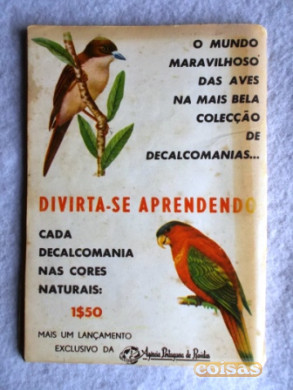 O MUNDO
MARAVILHOSO
DAS AVES
NA MAIS BELA
COLECÇÃO
DE
DECALCOMANIAS...
DIVIRTA-SE APRENDENDO
CADA
DECALCOMANIA
NAS CORES
NATURAIS:
1$50
MAIS UM LANÇAMENTO
EXCLUSIVO DA Agência Portuguesa de Revistas
coisas